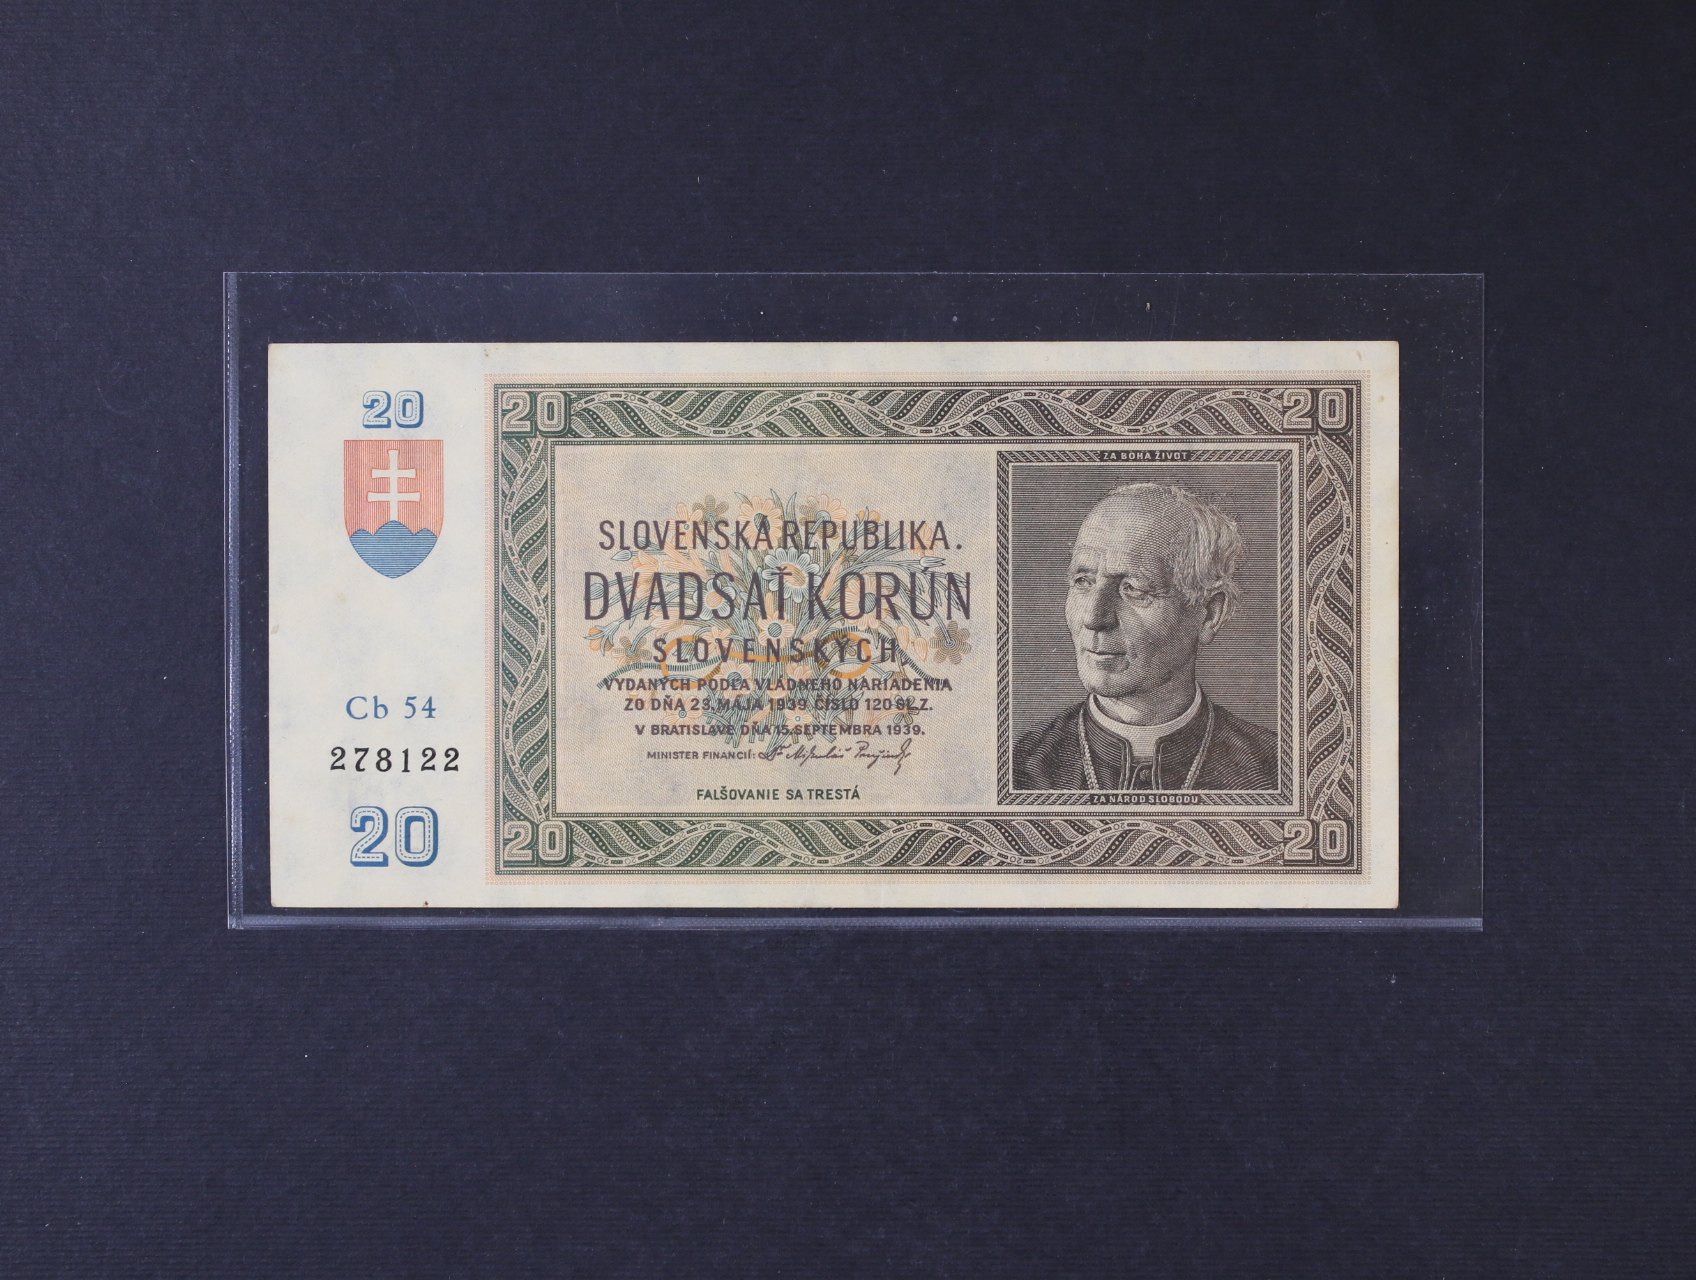 20
Cb 54
278122
20
20
20
ZA BOHA ŽIVOT
SLOVENSKÁ REPUBLIKA.
DVADSAŤ KORÚN
SLOVENSKÝCH,
VYDANÝCH PODĽA VLÁDNEHO NARIADENIA
ZO DŇA 23. MÁJA 1939 ČÍSLO 120 SL. Z.
V BRATISLAVE DŇA 15. SEPTEMBRA 1939.
MINISTER FINANCIÍ:
FALŠOVANIE SA TRESTÁ
ZA NÁROD SLOBODU
20
20